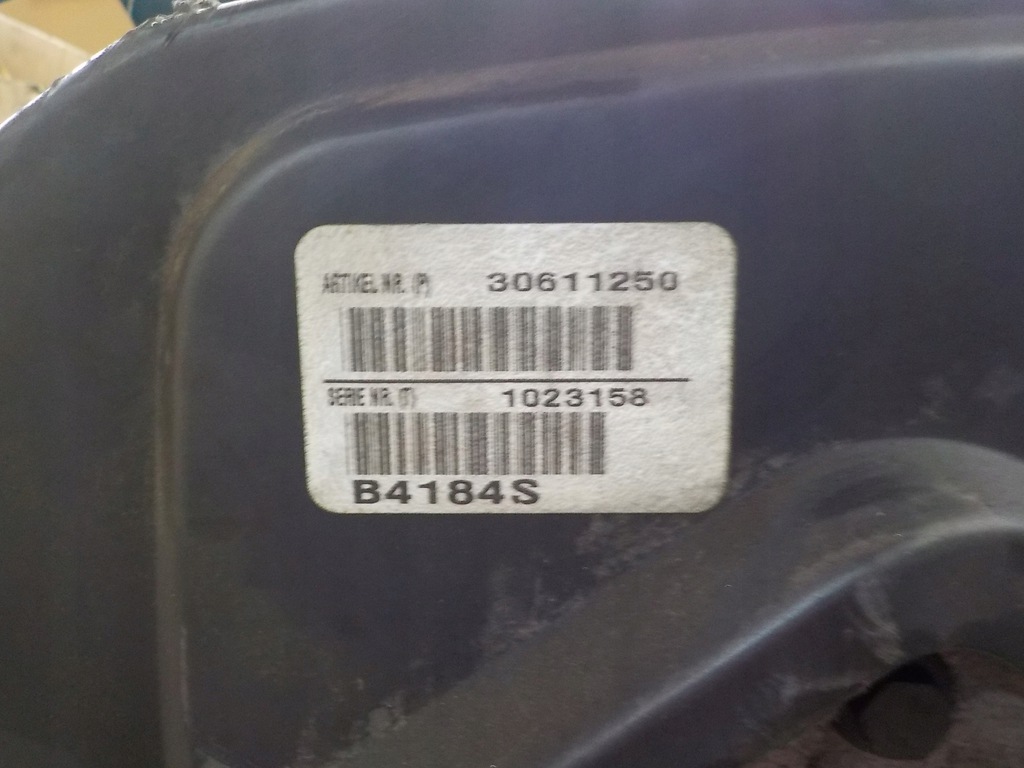 ARTIKEL NR. (P) 30611250
SERIE NR. (T) 1023158
B4184S